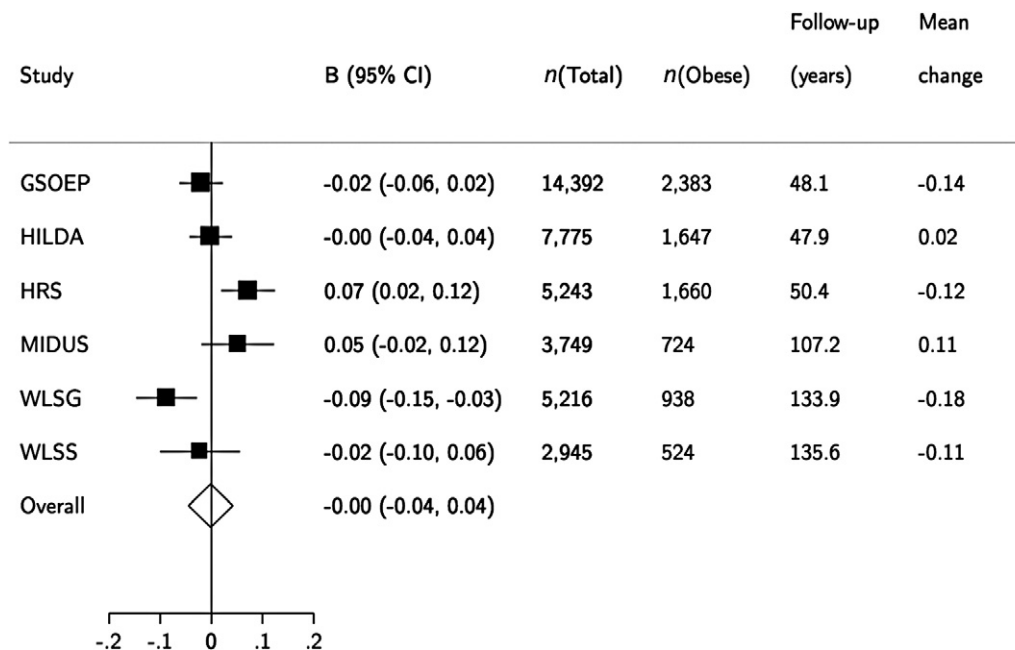 Follow-up Mean
Study B (95% CI) n(Total) n(Obese) (years) change
GSOEP -0.02 (-0.06, 0.02) 14,392 2,383 48.1 -0.14
HILDA -0.00 (-0.04, 0.04) 7,775 1,647 47.9 0.02
HRS 0.07 (0.02, 0.12) 5,243 1,660 50.4 -0.12
MIDUS 0.05 (-0.02, 0.12) 3,749 724 107.2 0.11
WLSG -0.09 (-0.15, -0.03) 5,216 938 133.9 -0.18
WLSS -0.02 (-0.10, 0.06) 2,945 524 135.6 -0.11
Overall -0.00 (-0.04, 0.04)
-.2 -.1 0 .1 .2